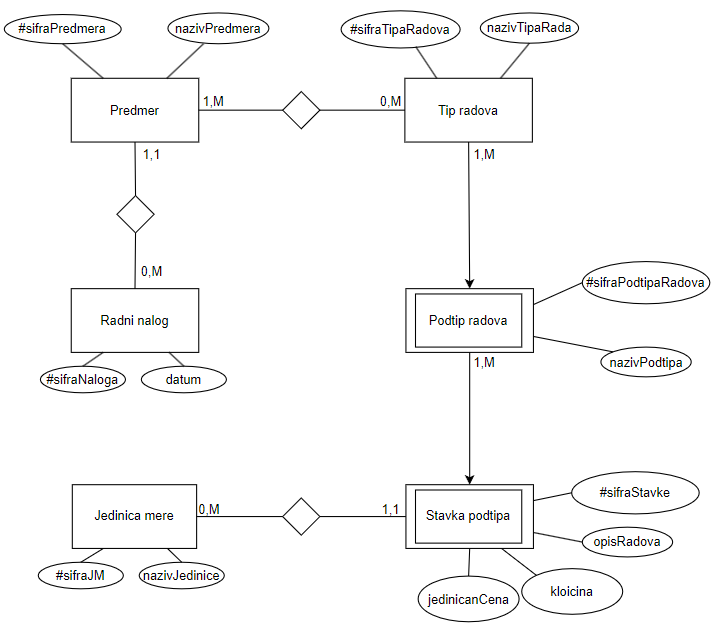 #sifraPredmera
nazivPredmera
#sifraTipaRadova
nazivTipaRada
Predmer
1,M
0,M
Tip radova
1,1
1,M
0,M
Radni nalog
Podtip radova
#sifraPodtipaRadova
nazivPodtipa
#sifraNaloga
datum
1,M
Jedinica mere
0,M
1,1
Stavka podtipa
#sifraStavke
opisRadova
#sifraJM
nazivJedinice
jedinicanCena
kloicina